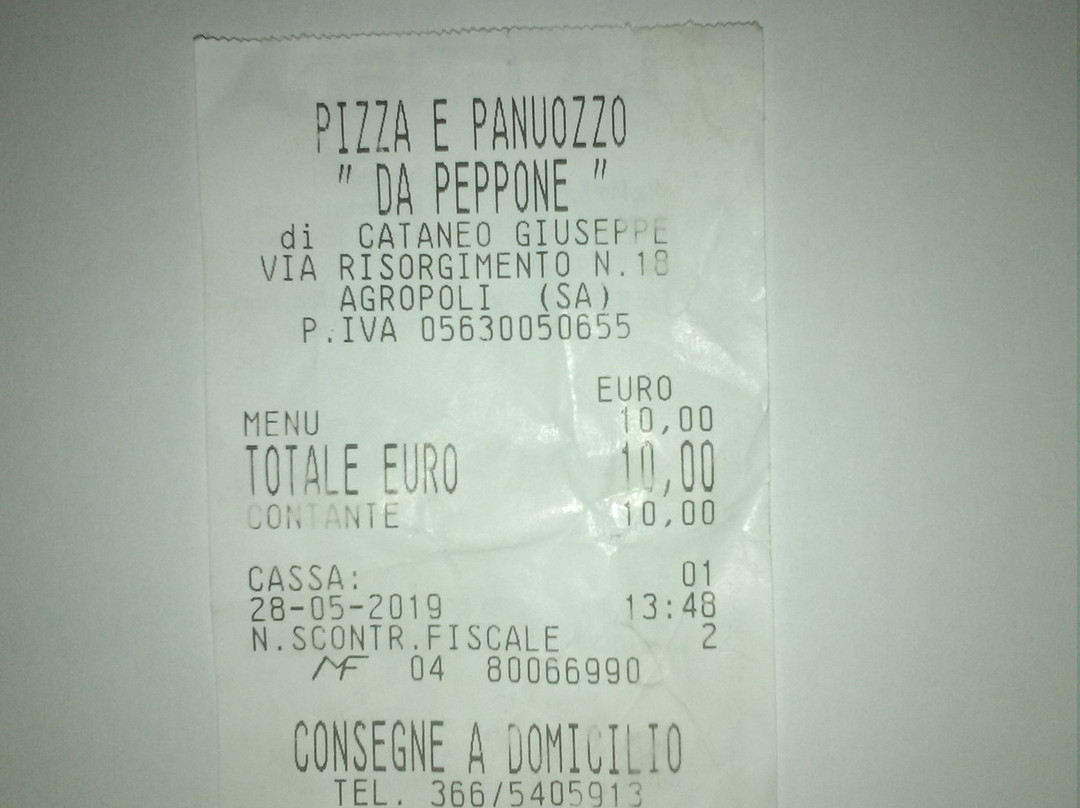 PIZZA E PANUOZZO
" DA PEPPONE "
di CATANEO GIUSEPPE
VIA RISORGIMENTO N.18
AGROPOLI (SA)
P.IVA 05630050655
EURO
MENU 10,00
TOTALE EURO 10,00
CONTANTE 10,00
CASSA: 01
28-05-2019 13:48
N.SCONTR.FISCALE 2
MF 04 80066990
CONSEGNE A DOMICILIO
TEL. 366/5405913